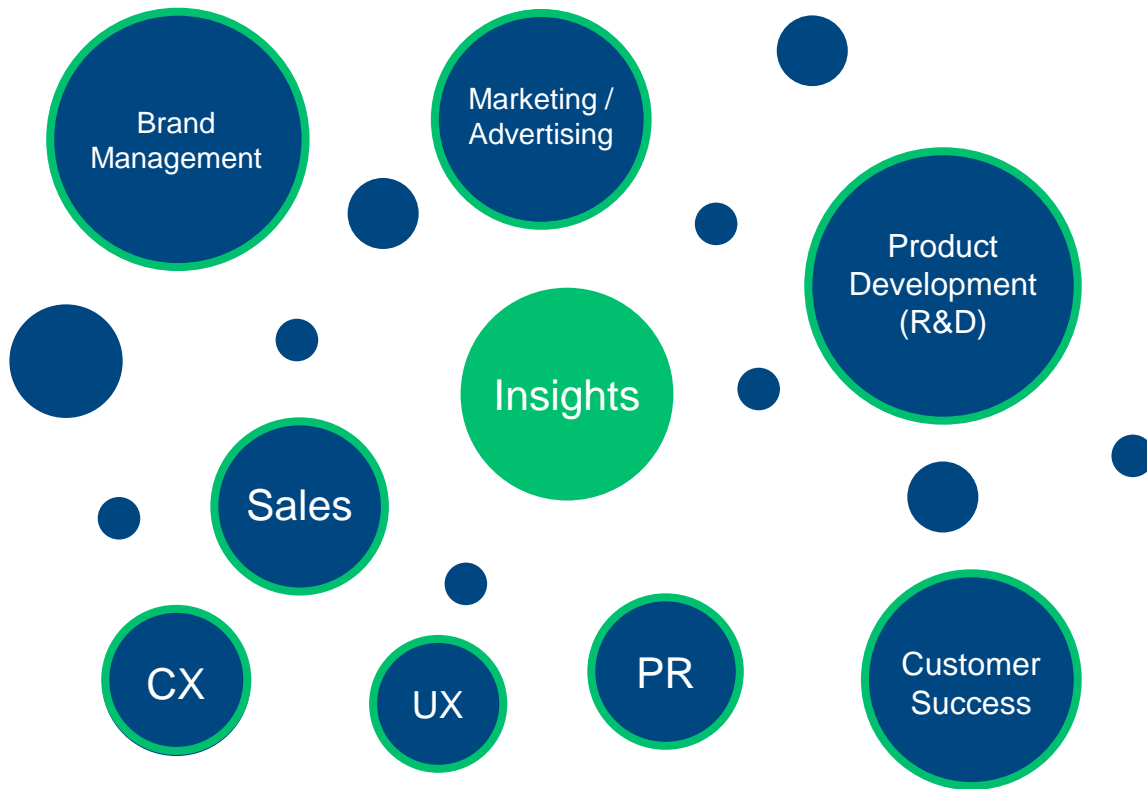 Brand
Management
Marketing /
Advertising
Product
Development
(R&D)
Insights
Sales
CX
UX
PR
Customer
Success